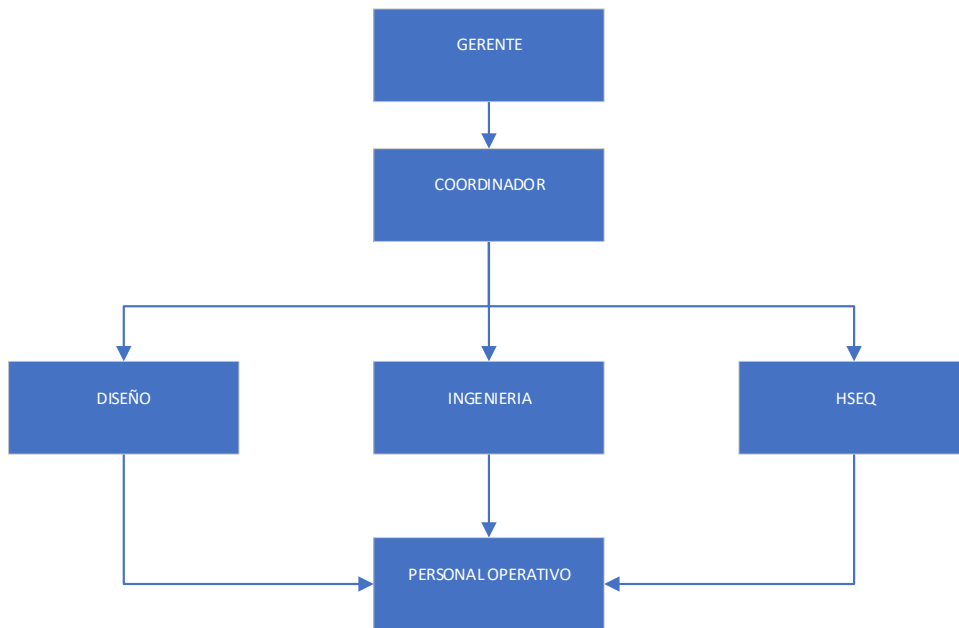 GERENTE
COORDINADOR
DISEÑO
INGENIERIA
HSEQ
PERSONAL OPERATIVO